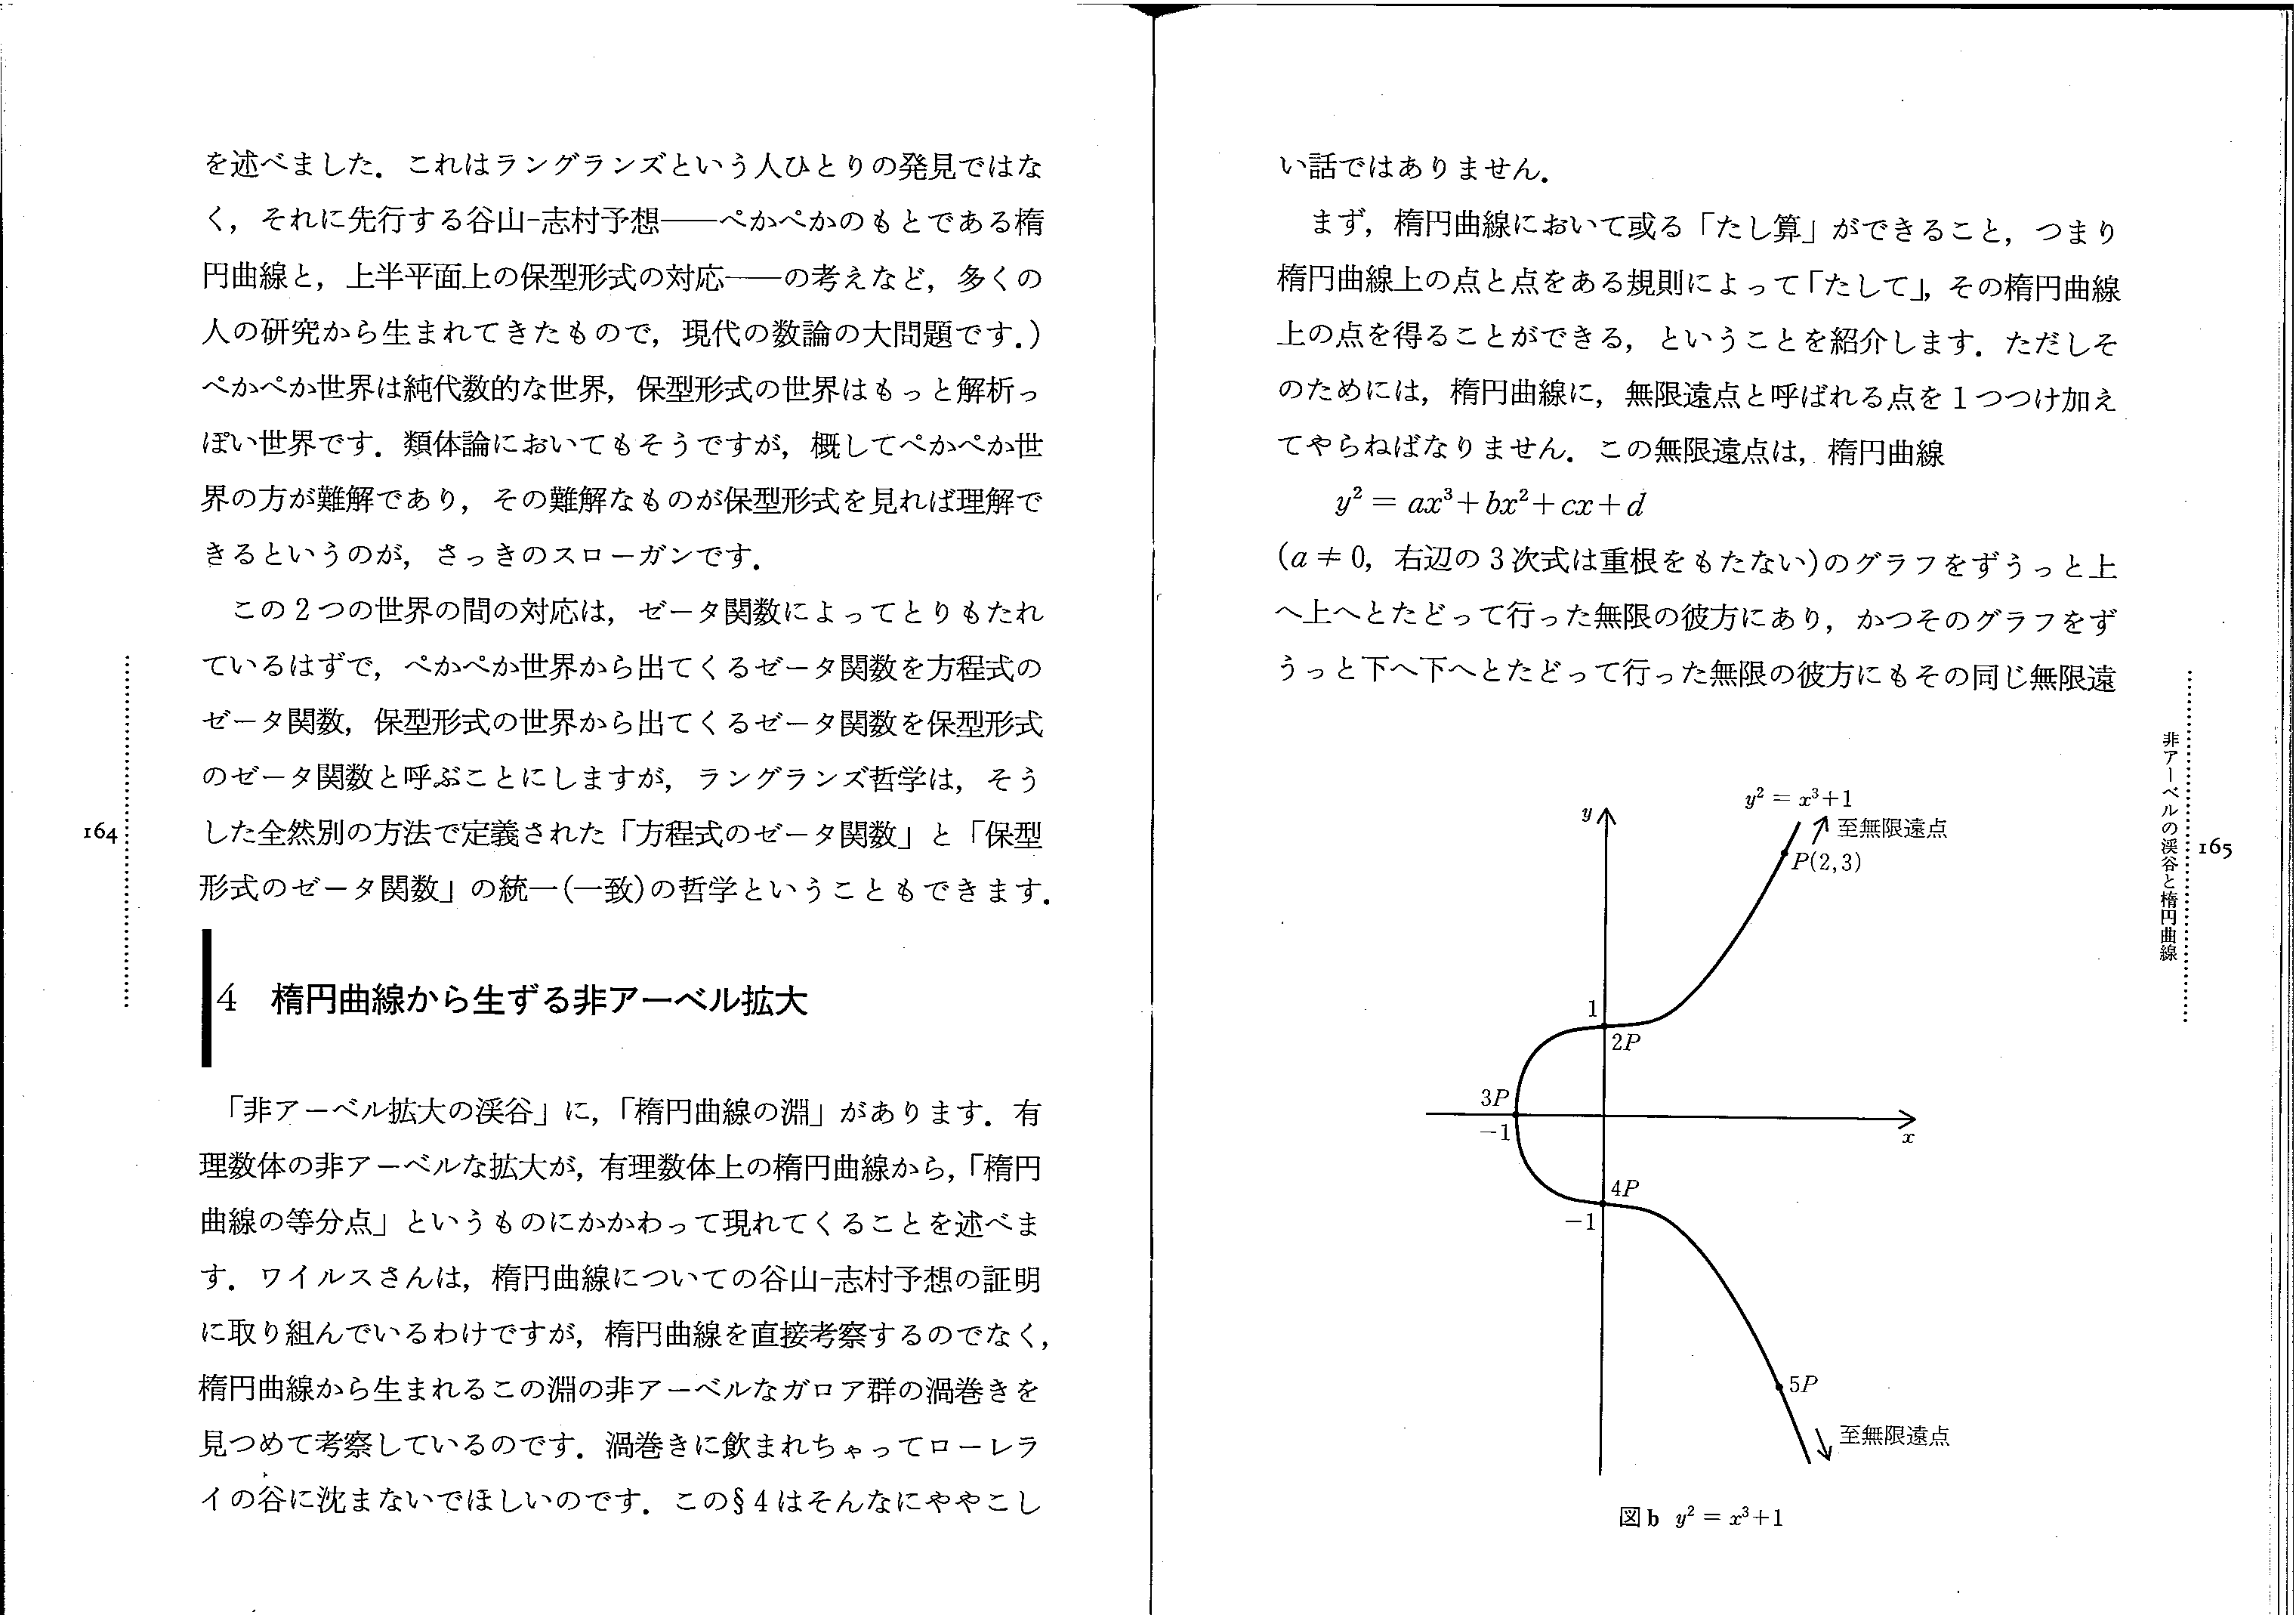 を述べました．これはラングランズという人ひとりの発見ではな
く，それに先行する谷山-志村予想──ぺかぺかのもとである楕
円曲線と，上半平面上の保型形式の対応──の考えなど，多くの
人の研究から生まれてきたもので，現代の数論の大問題です．）
ぺかぺか世界は純代数的な世界，保型形式の世界はもっと解析っ
ぽい世界です．類体論においてもそうですが，概してぺかぺか世
界の方が難解であり，その難解なものが保型形式を見れば理解で
きるというのが，さっきのスローガンです．
この2つの世界の間の対応は，ゼータ関数によってとりもたれ
ているはずで，ぺかぺか世界から出てくるゼータ関数を方程式の
ゼータ関数，保型形式の世界から出てくるゼータ関数を保型形式
のゼータ関数と呼ぶことにしますが，ラングランズ哲学は，そう
した全然別の方法で定義された「方程式のゼータ関数」と「保型
形式のゼータ関数」の統一(一致)の哲学ということもできます．
164
4 楕円曲線から生ずる非アーベル拡大
「非アーベル拡大の渓谷」に，「楕円曲線の淵」があります．有
理数体の非アーベルな拡大が，有理数体上の楕円曲線から，「楕円
曲線の等分点」というものにかかわって現れてくることを述べま
す．ワイルスさんは，楕円曲線についての谷山-志村予想の証明
に取り組んでいるわけですが，楕円曲線を直接考察するのでなく，
楕円曲線から生まれるこの淵の非アーベルなガロア群の渦巻きを
見つめて考察しているのです．渦巻きに飲まれちゃってローレラ
イの谷に沈まないでほしいのです．この§4はそんなにややこし
い話ではありません．
まず，楕円曲線において或る「たし算」ができること，つまり
楕円曲線上の点と点をある規則によって「たして」，その楕円曲線
上の点を得ることができる，ということを紹介します．ただしそ
のためには，楕円曲線に，無限遠点と呼ばれる点を1つつけ加え
てやらねばなりません．この無限遠点は，楕円曲線
y² = ax³+bx²+cx+d
(a ≠ 0，右辺の3次式は重根をもたない)のグラフをずうっと上
へ上へとたどって行った無限の彼方にあり，かつそのグラフをず
うっと下へ下へとたどって行った無限の彼方にもその同じ無限遠
非アーベルの渓谷と楕円曲線
165
y² = x³+1
y
至無限遠点
P(2,3)
1
2P
3P
−1
x
4P
−1
5P
至無限遠点
図b y² = x³+1